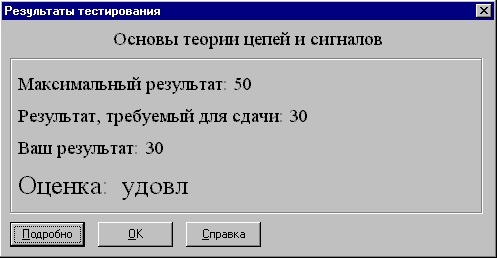 Результаты тестирования
Основы теории цепей и сигналов
Максимальный результат: 50
Результат, требуемый для сдачи: 30
Ваш результат: 30
Оценка: удовл
Подробно OK Справка